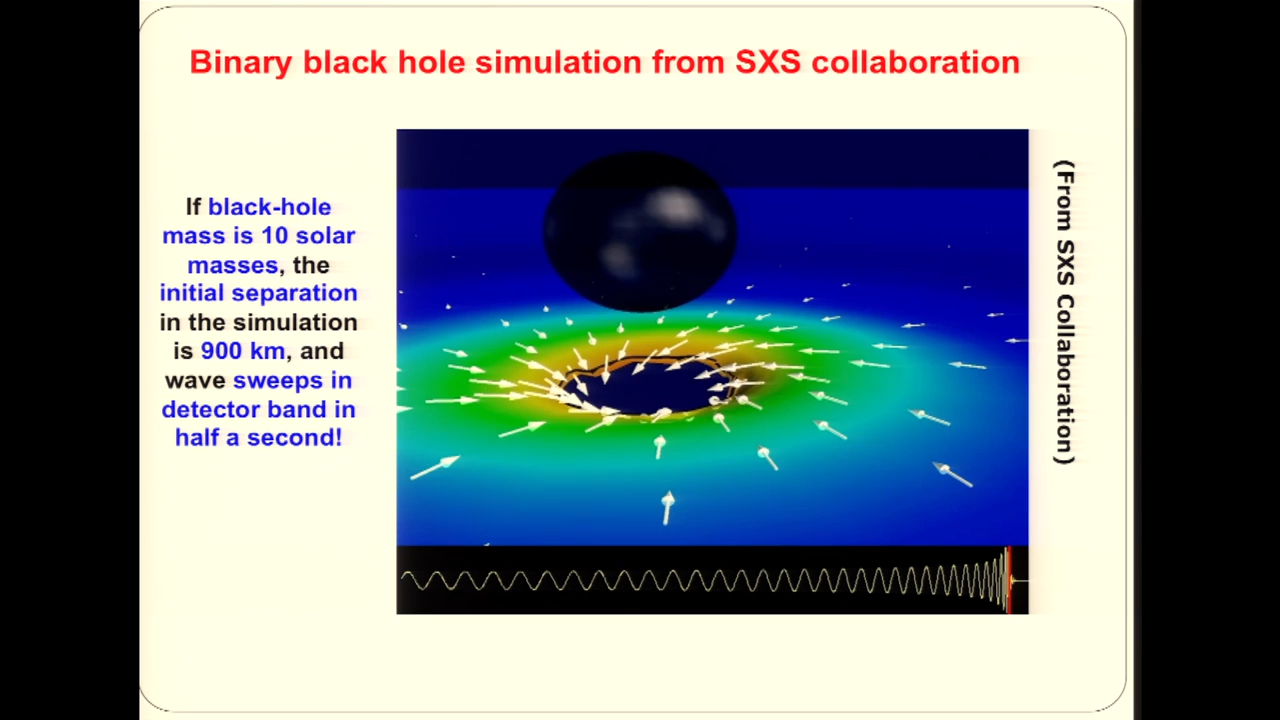 Binary black hole simulation from SXS collaboration
If black-hole
mass is 10 solar
masses, the
initial separation
in the simulation
is 900 km, and
wave sweeps in
detector band in
half a second!
(From SXS Collaboration)